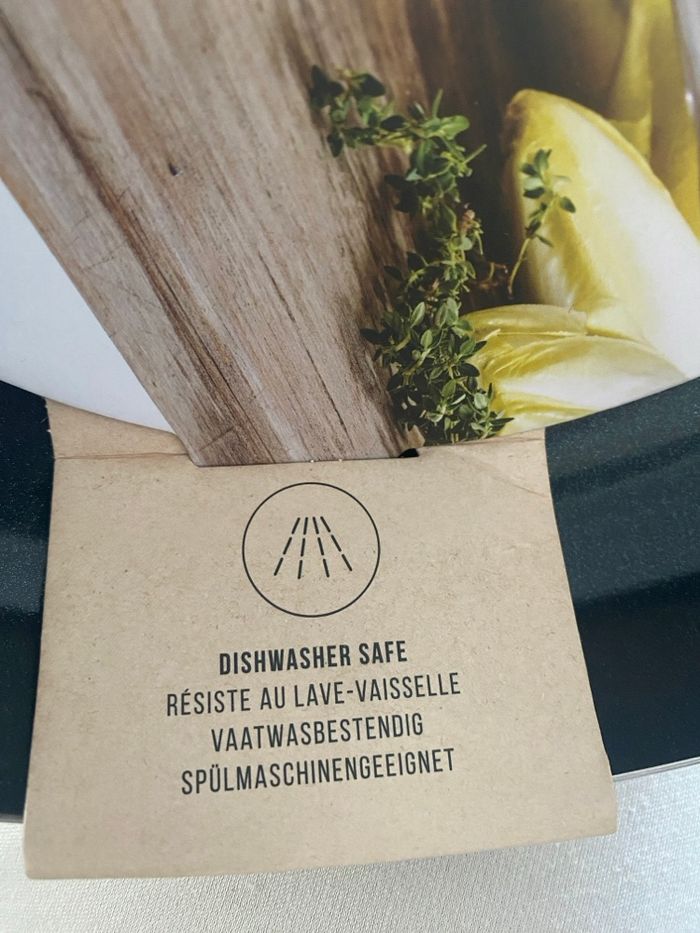 DISHWASHER SAFE
RÉSISTE AU LAVE-VAISSELLE
VAATWASBESTENDIG
SPÜLMASCHINENGEEIGNET